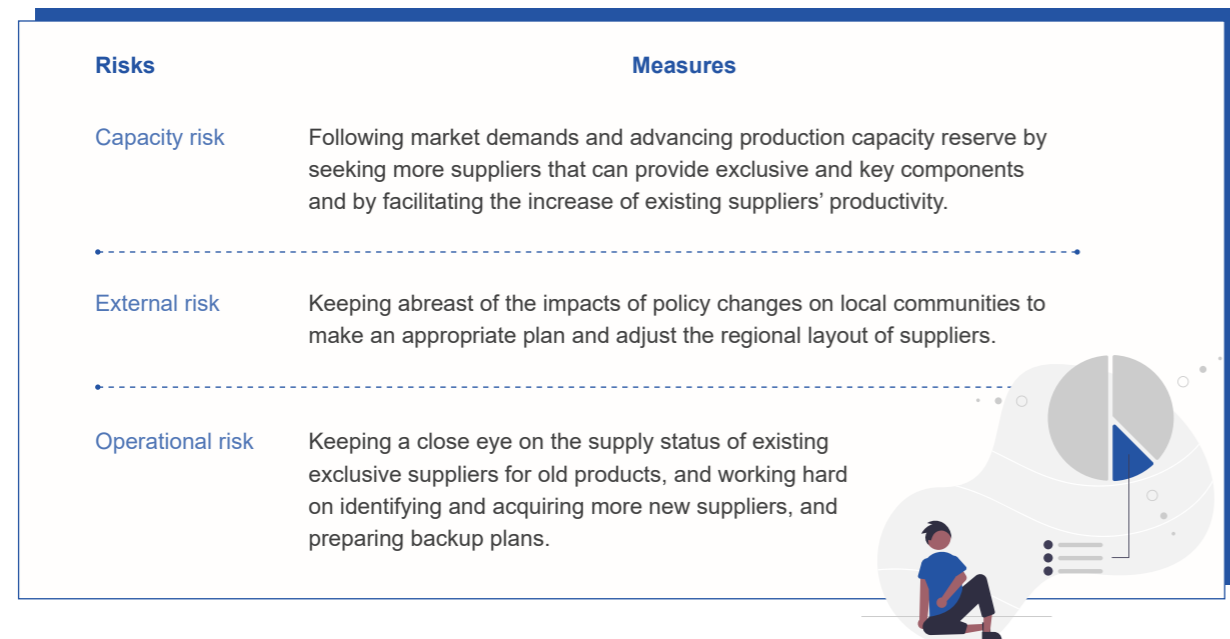 Risks
Measures
Capacity risk
Following market demands and advancing production capacity reserve by
seeking more suppliers that can provide exclusive and key components
and by facilitating the increase of existing suppliers’ productivity.
External risk
Keeping abreast of the impacts of policy changes on local communities to
make an appropriate plan and adjust the regional layout of suppliers.
Operational risk
Keeping a close eye on the supply status of existing
exclusive suppliers for old products, and working hard
on identifying and acquiring more new suppliers, and
preparing backup plans.